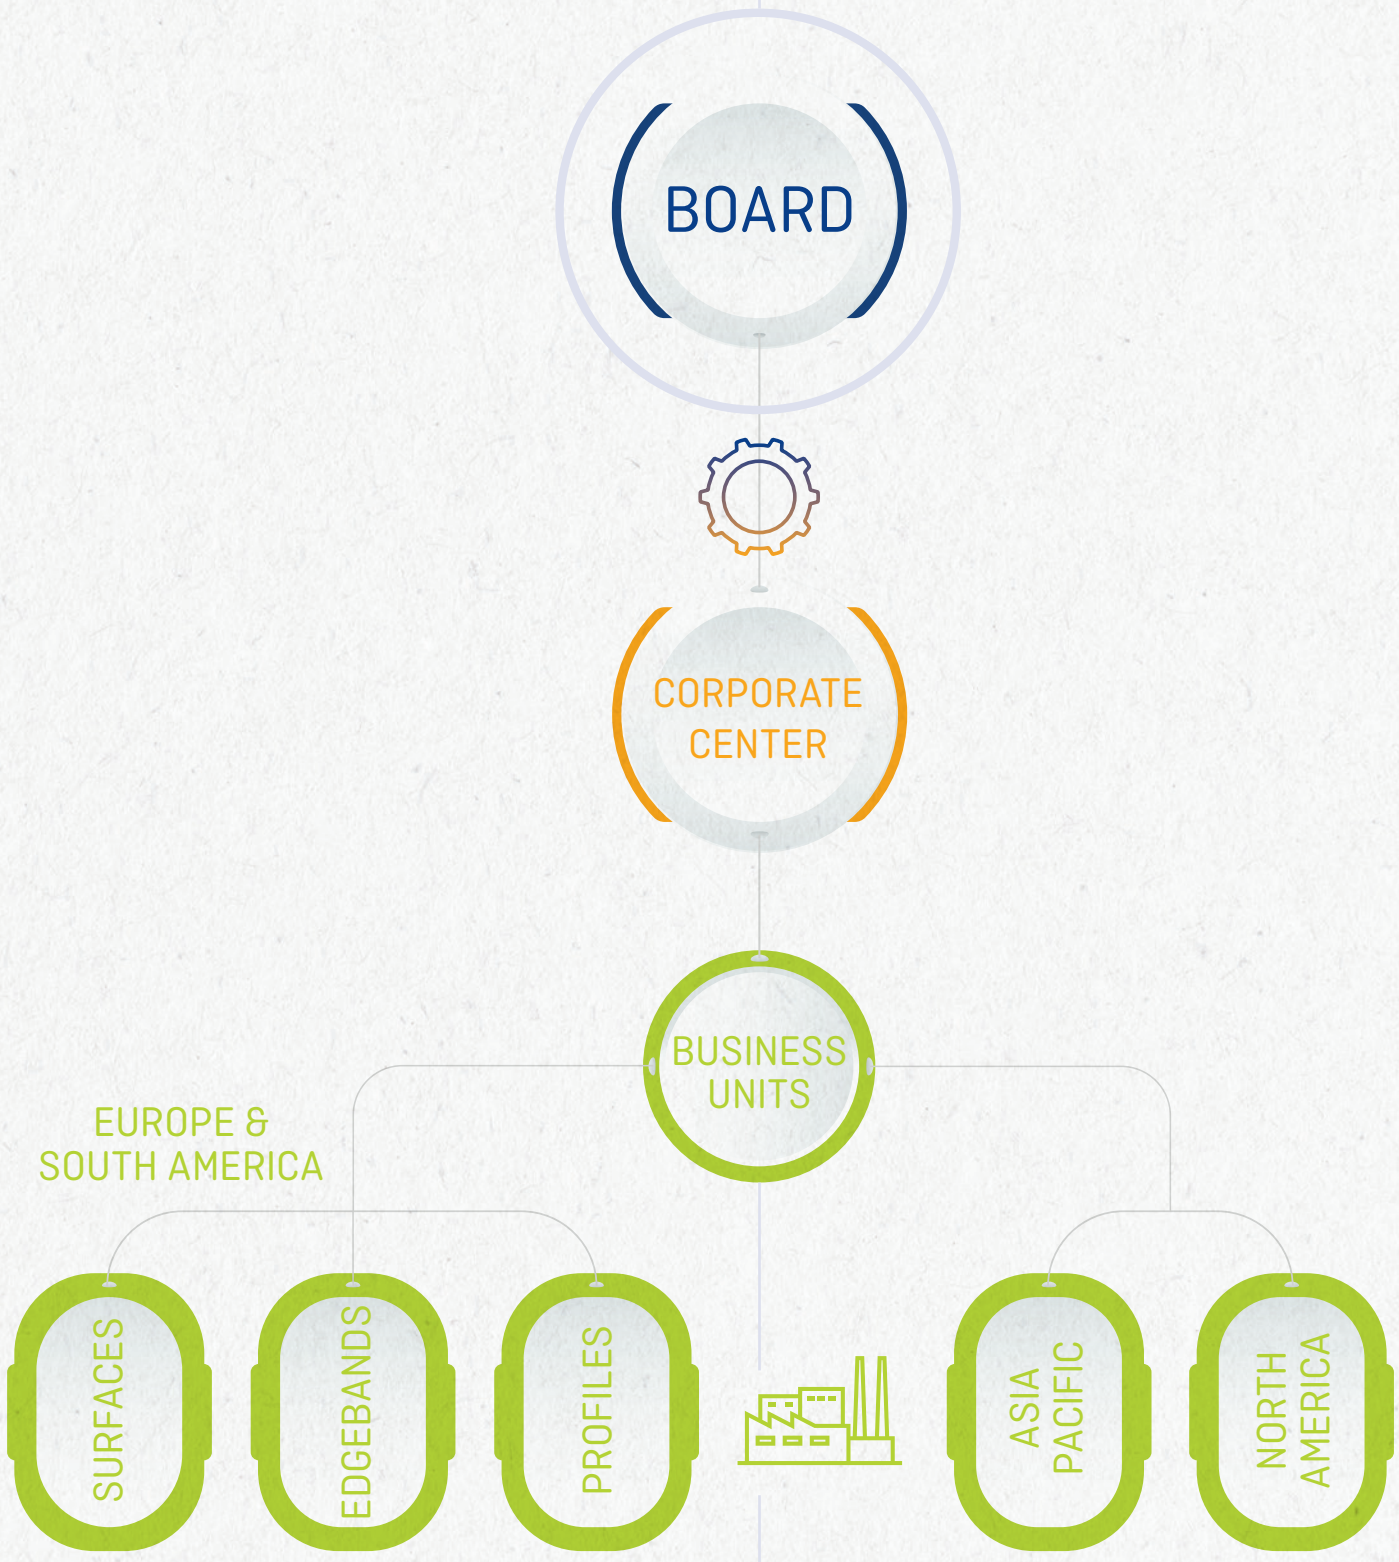 BOARD
CORPORATE
CENTER
BUSINESS
UNITS
EUROPE &
SOUTH AMERICA
SURFACES
EDGEBANDS
PROFILES
ASIA
PACIFIC
NORTH
AMERICA